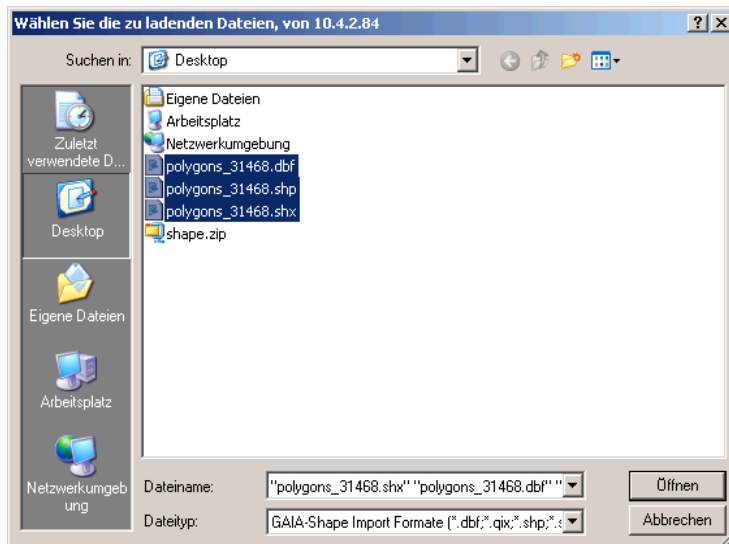 Wählen Sie die zu ladenden Dateien, von 10.4.2.84
Suchen in:
Desktop
Zuletzt
verwendete D...
Desktop
Eigene Dateien
Arbeitsplatz
Netzwerkumgeb
ung
Eigene Dateien
Arbeitsplatz
Netzwerkumgebung
polygons_31468.dbf
polygons_31468.shp
polygons_31468.shx
shape.zip
Dateiname:
"polygons_31468.shx" "polygons_31468.dbf" "
Öffnen
Dateityp:
GAIA-Shape Import Formate (*.dbf;*.qix;*.shp;*.s
Abbrechen